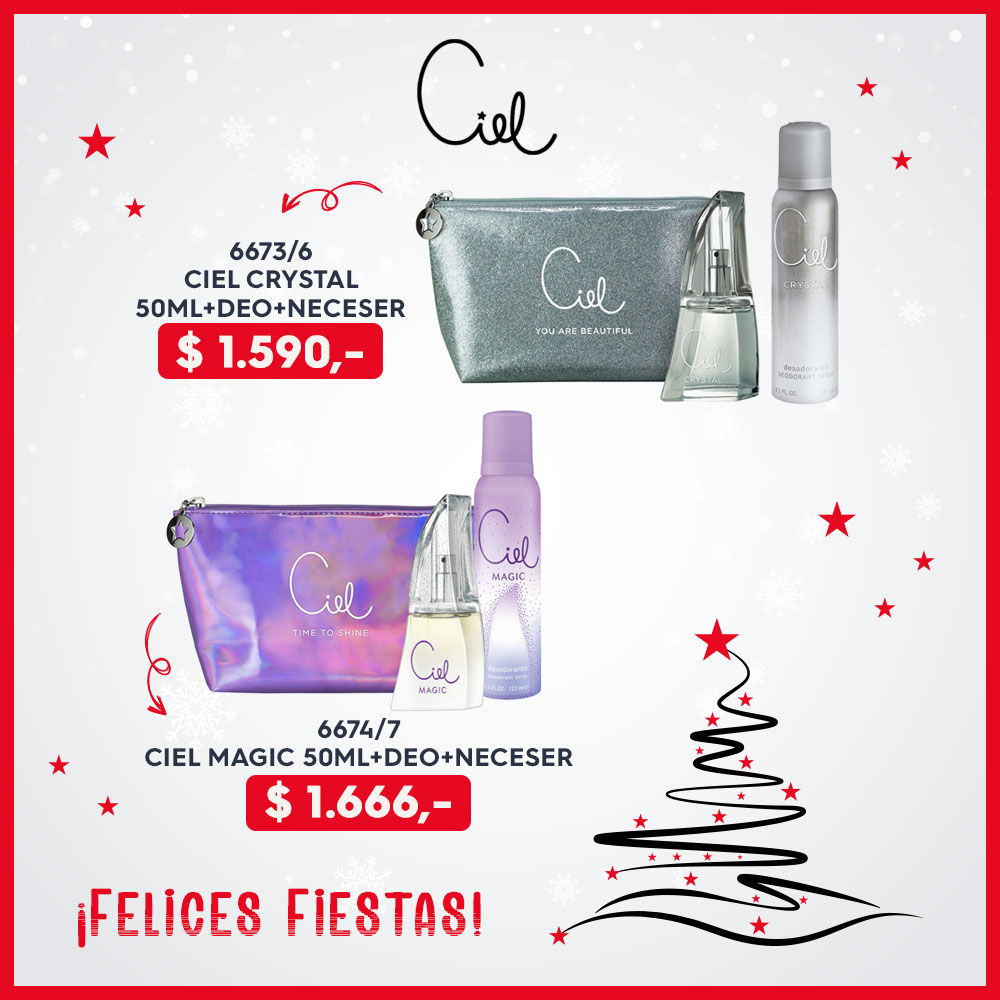 Ciel
6673/6
CIEL CRYSTAL
50ML+DEO+NECESER
$ 1.590,-
Ciel
YOU ARE BEAUTIFUL
Ciel
CRYSTAL
Ciel
CRYSTAL
desodorante
DEODORANT SPRAY
Ciel
TIME TO SHINE
Ciel
MAGIC
Ciel
MAGIC
desodorante
deodorant spray
6674/7
CIEL MAGIC 50ML+DEO+NECESER
$ 1.666,-
¡FELICES FIESTAS!